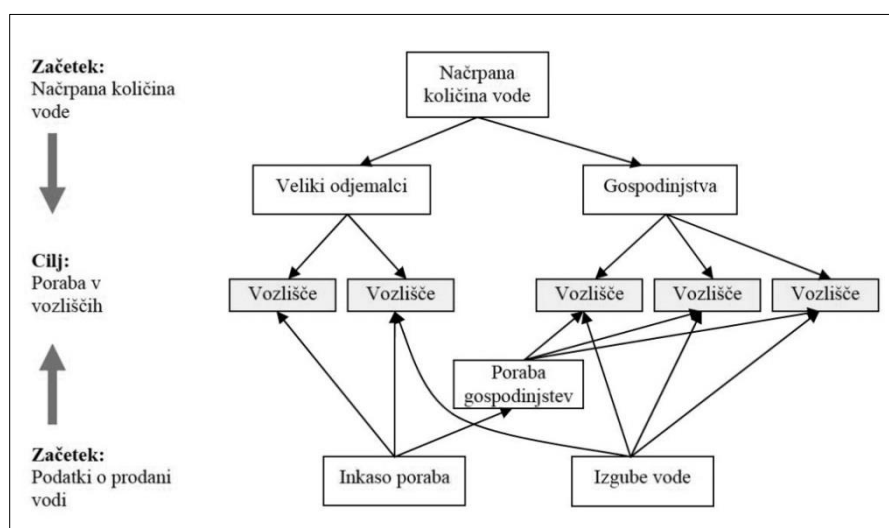 Začetek:
Načrpana količina
vode
Načrpana
količina vode
Veliki odjemalci
Gospodinjstva
Cilj:
Poraba v
vozliščih
Vozlišče
Vozlišče
Vozlišče
Vozlišče
Vozlišče
Poraba
gospodinjstev
Začetek:
Podatki o prodani
vodi
Inkaso poraba
Izgube vode